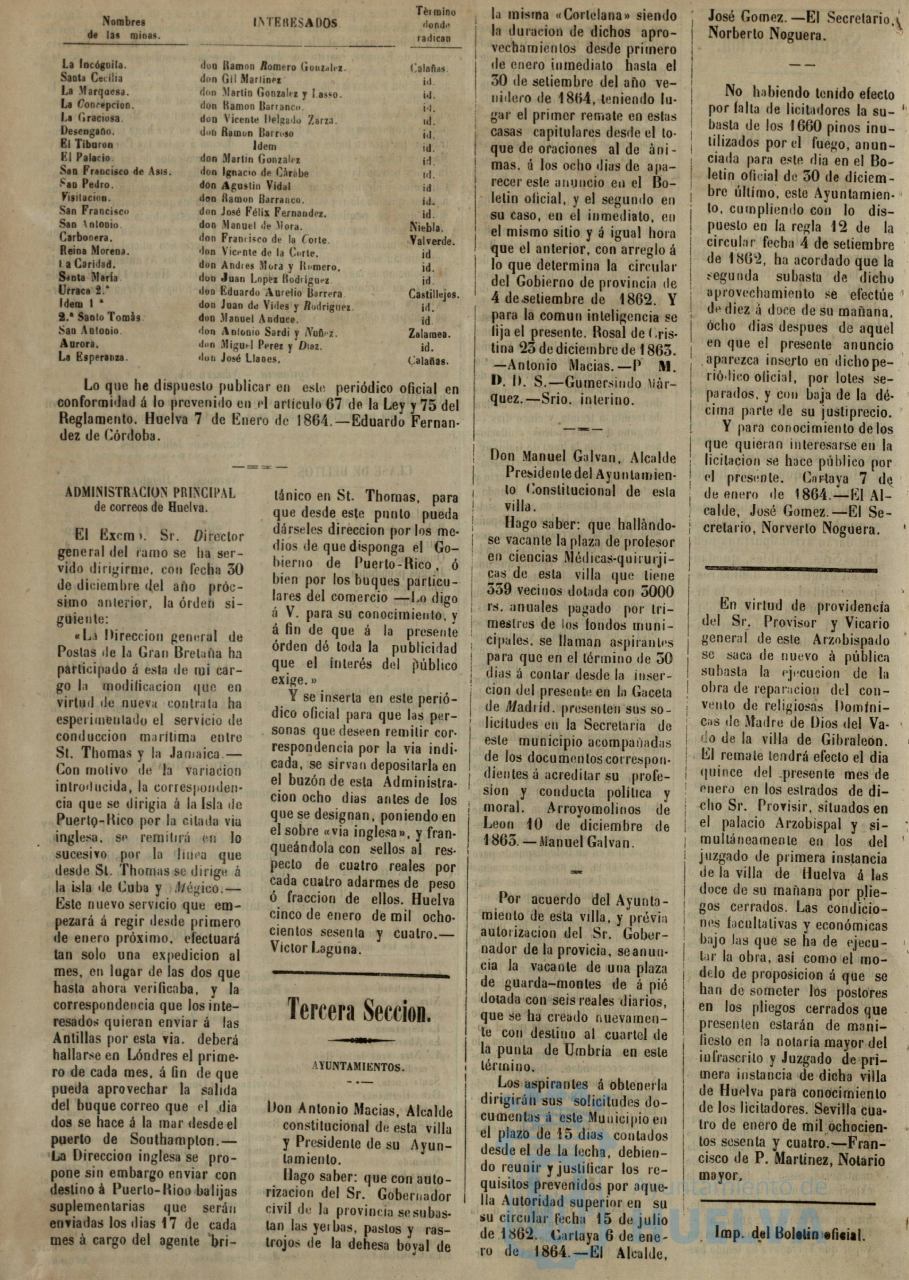 Nombres de las minas. INTERESADOS Término donde radican
La Incógnita. don Ramon Romero Gonzalez. Calañas.
Santa Cecilia don Gil Martinez id.
La Marquesa. don Martin Gonzalez y Lasso. id.
La Concepcion. don Ramon Barranco. id.
La Graciosa. don Vicente Delgado Zarza. id.
Desengaño. don Ramon Barroso id.
El Tiburon Idem id.
El Palacio. don Martin Gonzalez id.
San Francisco de Asis. don Ignacio de Cárabe id.
San Pedro. don Agustin Vidal id
Visitacion. don Ramon Barranco. id.
San Francisco don José Félix Fernandez. id.
San Antonio. don Manuel de Mora. Niebla.
Carbonera. don Francisco de la Corte. Valverde.
Reina Morena. don Vicente de la Corte. id
La Caridad. don Andres Mora y Romero. id.
Santa María don Juan Lopez Rodriguez id
Urraca 2.ª don Eduardo Aurelio Barrera. Castillejos.
Idem 1 ª don Juan de Vides y Rodriguez. id.
2.ª Santo Tomás don Manuel Anduce. id
San Antonio. don Antonio Sardi y Nuñez. Zalamea.
Aurora. don Miguel Perez y Diaz. id.
La Esperanza. don José Llanes. Calañas.
Lo que he dispuesto publicar en este periódico oficial en
conformidad á lo prevenido en el artículo 67 de la Ley y 75 del
Reglamento. Huelva 7 de Enero de 1864.—Eduardo Fernan-
dez de Córdoba.
ADMINISTRACION PRINCIPAL
de correos de Huelva.
El Excmo. Sr. Director
general del ramo se ha ser-
vido dirigirme, con fecha 30
de diciembre del año próc-
simo anterior, la órden si-
guiente:
«La Direccion general de
Postas de la Gran Bretaña ha
participado á esta de mi car-
go la modificacion que en
virtud de nueva contrata ha
esperimentado el servicio de
conduccion marítima entre
St. Thomas y la Jamaica.—
Con motivo de la variacion
introducida, la corresponden-
cia que se dirigia á la Isla de
Puerto-Rico por la citada via
inglesa, se remitirá en lo
sucesivo por la linea que
desde St. Thomas se dirige á
la isla de Cuba y Mégico.—
Este nuevo servicio que em-
pezará á regir desde primero
de enero próximo, efectuará
tan solo una expedicion al
mes, en lugar de las dos que
hasta ahora verificaba, y la
correspondencia que los inte-
resados quieran enviar á las
Antillas por esta via, deberá
hallarse en Lóndres el prime-
ro de cada mes, á fin de que
pueda aprovechar la salida
del buque correo que el dia
dos se hace á la mar desde el
puerto de Southampton.—
La Direccion inglesa se pro-
pone sin embargo enviar con
destino á Puerto-Rico balijas
suplementarias que serán
enviadas los dias 17 de cada
mes á cargo del agente bri-
tánico en St. Thomas, para
que desde este punto pueda
dárseles direccion por los me-
dios de que disponga el Go-
bierno de Puerto-Rico, ó
bien por los buques particu-
lares del comercio —Lo digo
á V. para su conocimiento, y
á fin de que á la presente
órden dé toda la publicidad
que el interés del público
exige.»
Y se inserta en este perió-
dico oficial para que las per-
sonas que deseen remitir cor-
respondencia por la via indi-
cada, se sirvan depositarla en
el buzón de esta Administra-
cion ocho dias antes de los
que se designan, poniendo en
el sobre «via inglesa», y fran-
queándola con sellos al res-
pecto de cuatro reales por
cada cuatro adarmes de peso
ó fraccion de ellos. Huelva
cinco de enero de mil ocho-
cientos sesenta y cuatro.—
Victor Laguna.
Tercera Seccion.
AYUNTAMIENTOS.
Don Antonio Macias, Alcalde
constitucional de esta villa
y Presidente de su Ayun-
tamiento.
Hago saber: que con auto-
rizacion del Sr. Gobernador
civil de la provincia se subas-
tan las yerbas, pastos y ras-
trojos de la dehesa boyal de
la misma «Cortelana» siendo
la duracion de dichos apro-
vechamientos desde primero
de enero inmediato hasta el
30 de setiembre del año ve-
nidero de 1864, teniendo lu-
gar el primer remate en estas
casas capitulares desde el to-
que de oraciones al de áni-
mas, á los ocho dias de apa-
recer este anuncio en el Bo-
letin oficial, y el segundo en
su caso, en el inmediato, en
el mismo sitio y á igual hora
que el anterior, con arreglo á
lo que determina la circular
del Gobierno de provincia de
4 de setiembre de 1862. Y
para la comun inteligencia se
fija el presente. Rosal de Cris-
tina 23 de diciembre de 1863.
—Antonio Macias.—P M.
D. D. S.—Gumersindo Már-
quez.—Srio. interino.
Don Manuel Galvan, Alcalde
Presidente del Ayuntamien-
to Constitucional de esta
villa.
Hago saber: que hallándo-
se vacante la plaza de profesor
en ciencias Médicas-quirurji-
cas de esta villa que tiene
339 vecinos dotada con 3000
rs. anuales pagado por tri-
mestres de los fondos muni-
cipales, se llaman aspirantes
para que en el término de 30
dias á contar desde la inser-
cion del presente en la Gaceta
de Madrid, presenten sus so-
licitudes en la Secretaria de
este municipio acompañadas
de los documentos correspon-
dientes á acreditar su profe-
sion y conducta politica y
moral. Arroyomolinos de
Leon 10 de diciembre de
1863.—Manuel Galvan.
Por acuerdo del Ayunta-
miento de esta villa, y prévia
autorizacion del Sr. Gober-
nador de la provicia, se anun-
cia la vacante de una plaza
de guarda-montes de á pié
dotada con seis reales diarios,
que se ha creado nuevamen-
te con destino al cuartel de
la punta de Umbria en este
término.
Los aspirantes á obtenerla
dirigirán sus solicitudes do-
cumentas á este Municipio en
el plazo de 15 dias contados
desde el de la fecha, debien-
do reunir y justificar los re-
quisitos prevenidos por aque-
lla Autoridad superior en su
su circular fecha 15 de julio
de 1862. Cartaya 6 de ene-
ro de 1864.—El Alcalde,
José Gomez.—El Secretario,
Norberto Noguera.
No habiendo tenido efecto
por falta de licitadores la su-
basta de los 1660 pinos inu-
tilizados por el fuego, anun-
ciada para este dia en el Bo-
letin oficial de 30 de diciem-
bre último, este Ayuntamien-
to, cumpliendo con lo dis-
puesto en la regla 12 de la
circular fecha 4 de setiembre
de 1862, ha acordado que la
segunda subasta de dicho
aprovechamiento se efectúe
de diez á doce de su mañana,
ócho dias despues de aquel
en que el presente anuncio
aparezca inserto en dicho pe-
riódico oficial, por lotes se-
parados, y con baja de la dé-
cima parte de su justiprecio.
Y para conocimiento de los
que quieran interesarse en la
licitacion se hace público por
el presente. Cartaya 7 de
de enero de 1864.—El Al-
calde, José Gomez.—El Se-
cretario, Norverto Noguera.
En virtud de providencia
del Sr. Provisor y Vicario
general de este Arzobispado
se saca de nuevo á pública
subasta la ejecucion de la
obra de reparacion del con-
vento de religiosas Domíni-
cas de Madre de Dios del Va-
do de la villa de Gibraleón.
El remate tendrá efecto el dia
quince del presente mes de
enero en los estrados de di-
cho Sr. Provisir, situados en
el palacio Arzobispal y si-
multáneamente en los del
juzgado de primera instancia
de la villa de Huelva á las
doce de su mañana por plie-
gos cerrados. Las condicio-
nes facultativas y económicas
bajo las que se ha de ejecu-
tar la obra, asi como el mo-
delo de proposicion á que se
han de someter los postores
en los pliegos cerrados que
presenten estarán de mani-
fiesto en la notaría mayor del
infrascrito y Juzgado de pri-
mera instancia de dicha villa
de Huelva para conocimiento
de los licitadores. Sevilla cua-
tro de enero de mil ochocien-
tos sesenta y cuatro.—Fran-
cisco de P. Martinez, Notario
mayor.
Imp. del Boletin oficial.